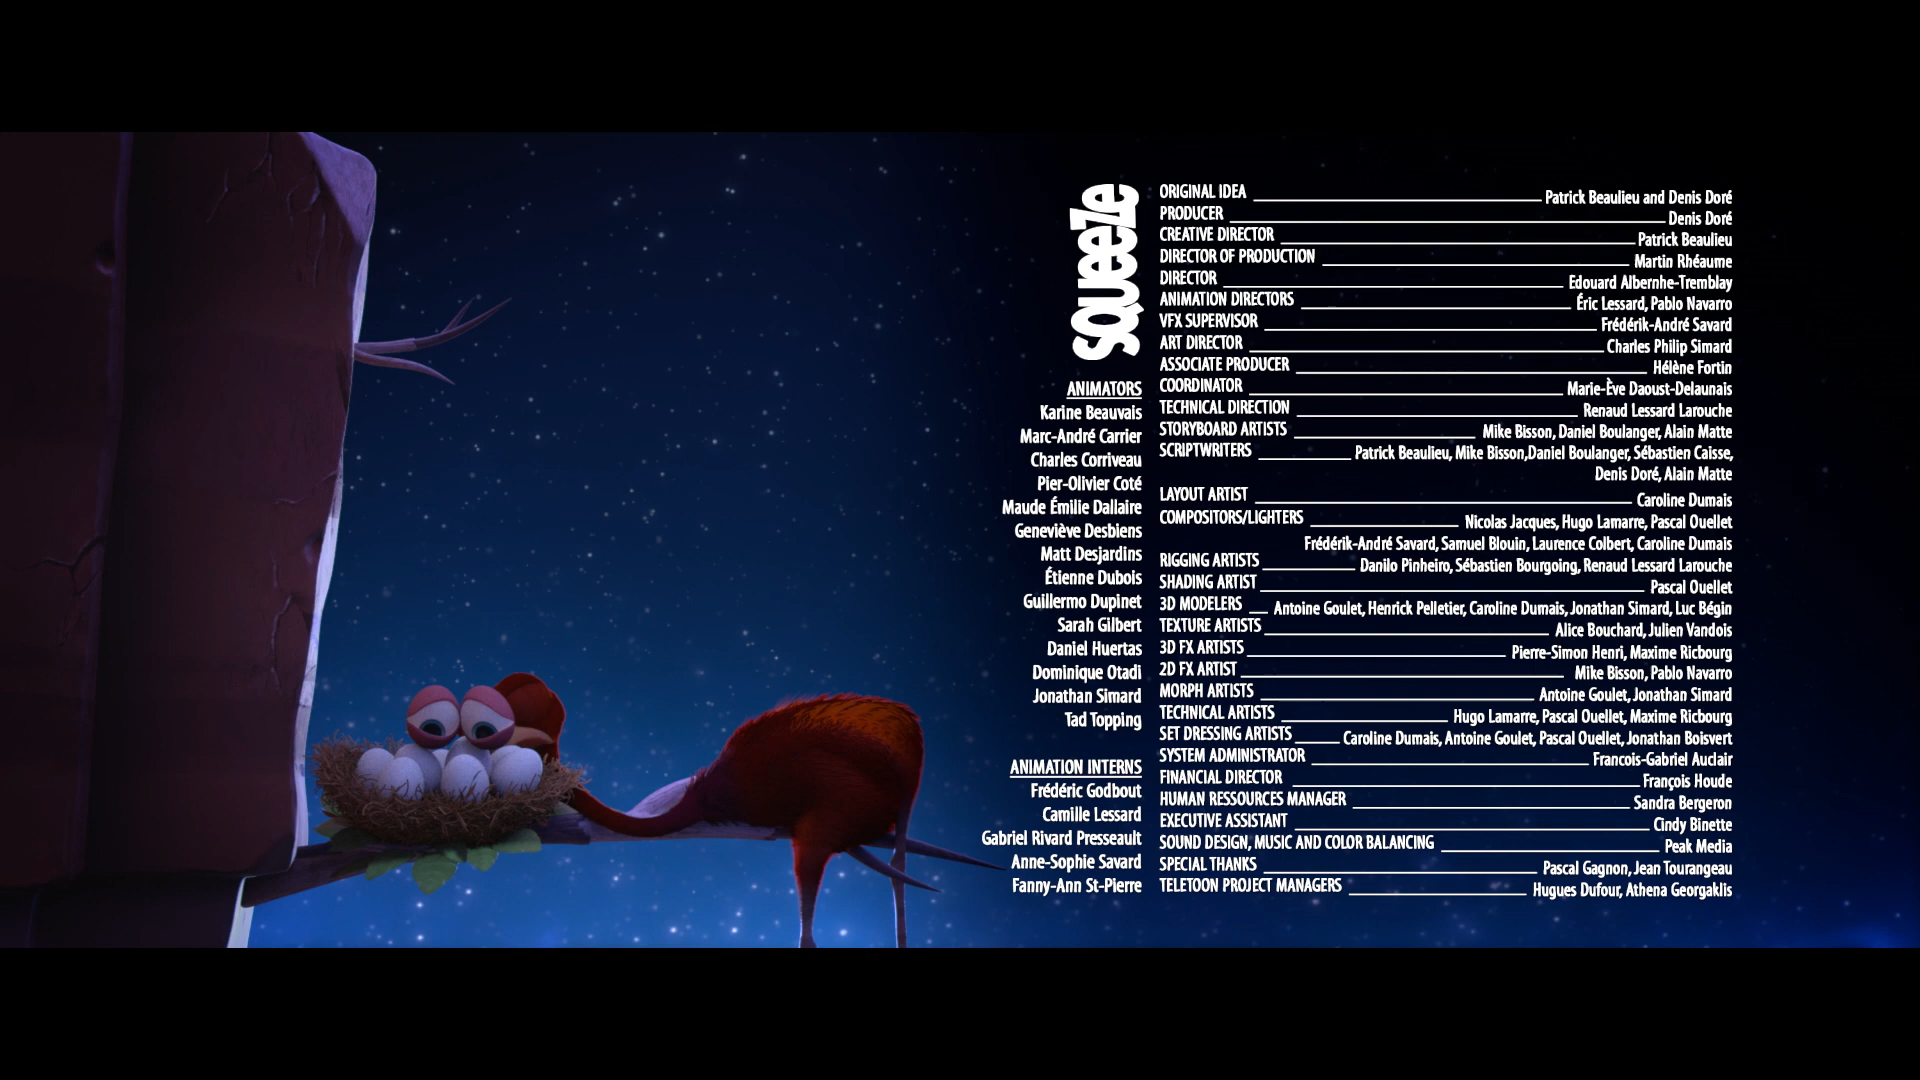 squeeze
ANIMATORS
Karine Beauvais
Marc-André Carrier
Charles Corriveau
Pier-Olivier Coté
Maude Émilie Dallaire
Geneviève Desbiens
Matt Desjardins
Étienne Dubois
Guillermo Dupinet
Sarah Gilbert
Daniel Huertas
Dominique Otadi
Jonathan Simard
Tad Topping
ANIMATION INTERNS
Frédéric Godbout
Camille Lessard
Gabriel Rivard Presseault
Anne-Sophie Savard
Fanny-Ann St-Pierre
ORIGINAL IDEA Patrick Beaulieu and Denis Doré
PRODUCER Denis Doré
CREATIVE DIRECTOR Patrick Beaulieu
DIRECTOR OF PRODUCTION Martin Rhéaume
DIRECTOR Edouard Albernhe-Tremblay
ANIMATION DIRECTORS Éric Lessard, Pablo Navarro
VFX SUPERVISOR Frédérik-André Savard
ART DIRECTOR Charles Philip Simard
ASSOCIATE PRODUCER Hélène Fortin
COORDINATOR Marie-Ève Daoust-Delaunais
TECHNICAL DIRECTION Renaud Lessard Larouche
STORYBOARD ARTISTS Mike Bisson, Daniel Boulanger, Alain Matte
SCRIPTWRITERS Patrick Beaulieu, Mike Bisson,Daniel Boulanger, Sébastien Caisse,
Denis Doré, Alain Matte
LAYOUT ARTIST Caroline Dumais
COMPOSITORS/LIGHTERS Nicolas Jacques, Hugo Lamarre, Pascal Ouellet
Frédérik-André Savard, Samuel Blouin, Laurence Colbert, Caroline Dumais
RIGGING ARTISTS Danilo Pinheiro, Sébastien Bourgoing, Renaud Lessard Larouche
SHADING ARTIST Pascal Ouellet
3D MODELERS Antoine Goulet, Henrick Pelletier, Caroline Dumais, Jonathan Simard, Luc Bégin
TEXTURE ARTISTS Alice Bouchard, Julien Vandois
3D FX ARTISTS Pierre-Simon Henri, Maxime Ricbourg
2D FX ARTIST Mike Bisson, Pablo Navarro
MORPH ARTISTS Antoine Goulet, Jonathan Simard
TECHNICAL ARTISTS Hugo Lamarre, Pascal Ouellet, Maxime Ricbourg
SET DRESSING ARTISTS Caroline Dumais, Antoine Goulet, Pascal Ouellet, Jonathan Boisvert
SYSTEM ADMINISTRATOR Francois-Gabriel Auclair
FINANCIAL DIRECTOR François Houde
HUMAN RESSOURCES MANAGER Sandra Bergeron
EXECUTIVE ASSISTANT Cindy Binette
SOUND DESIGN, MUSIC AND COLOR BALANCING Peak Media
SPECIAL THANKS Pascal Gagnon, Jean Tourangeau
TELETOON PROJECT MANAGERS Hugues Dufour, Athena Georgaklis